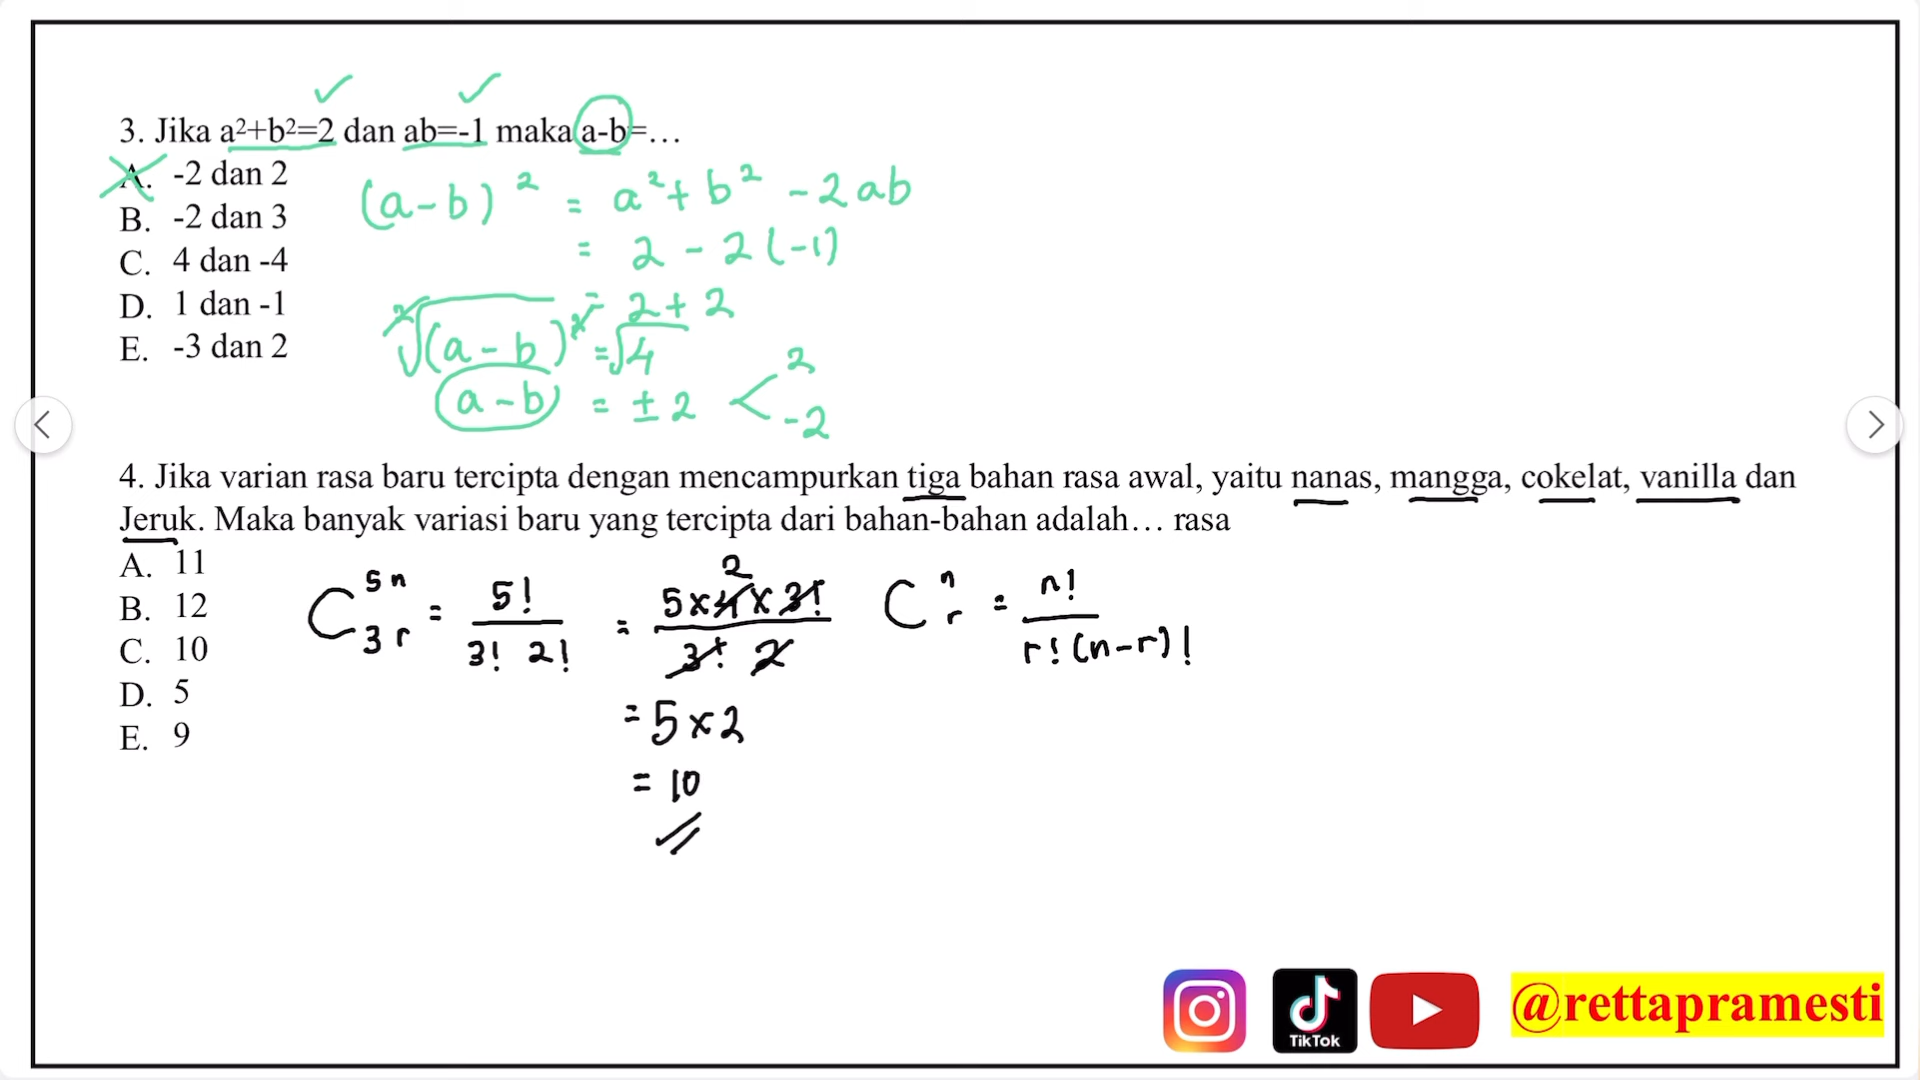 3. Jika a²+b²=2 dan ab=-1 maka a-b=…
A. -2 dan 2
B. -2 dan 3
C. 4 dan -4
D. 1 dan -1
E. -3 dan 2
(a-b)² = a² + b² - 2ab
= 2 - 2(-1)
= 2 + 2
²√(a-b)² = √4
(a-b) = ± 2 < 2
-2
4. Jika varian rasa baru tercipta dengan mencampurkan tiga bahan rasa awal, yaitu nanas, mangga, cokelat, vanilla dan
Jeruk. Maka banyak variasi baru yang tercipta dari bahan-bahan adalah… rasa
A. 11
B. 12
C. 10
D. 5
E. 9
C 5 n 3 r = 5! / 3! 2! = 5 x 4 2 x 3! / 3! 2
= 5 x 2
= 10
C n r = n! / r! (n-r)!
TikTok
@rettapramesti